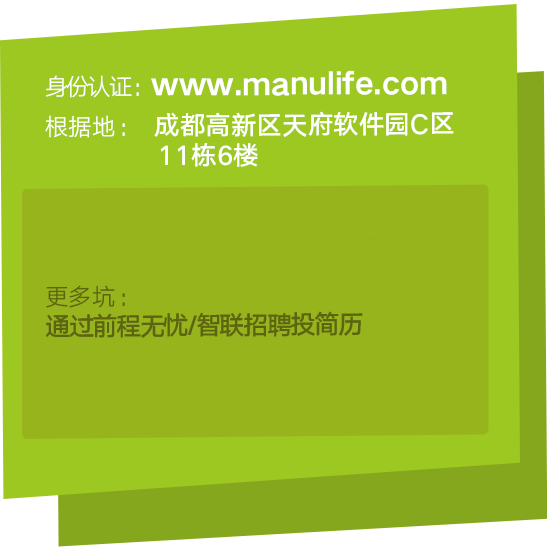 身份认证: www.manulife.com
根据地: 成都高新区天府软件园C区
11栋6楼
更多坑:
通过前程无忧/智联招聘投简历